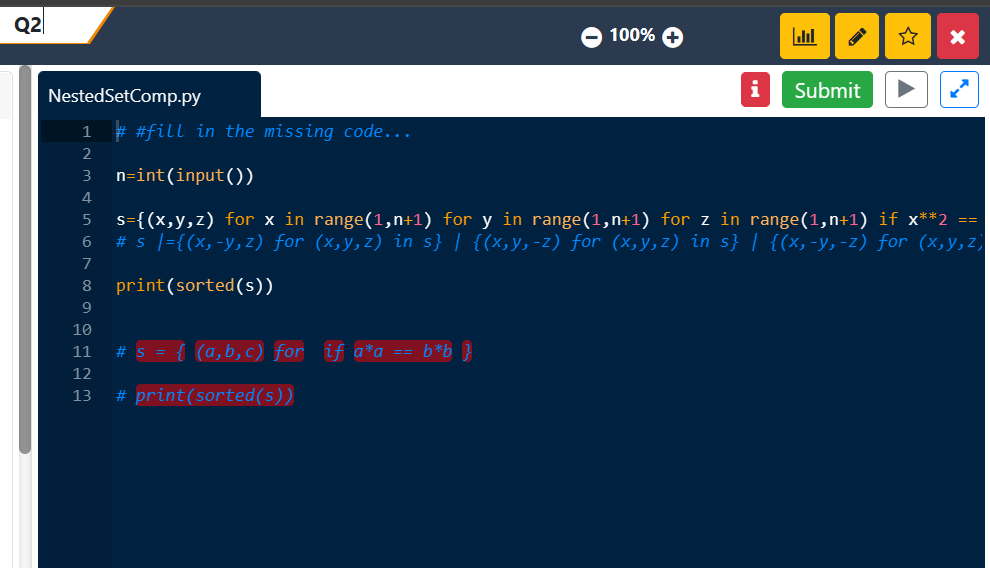 Q2
100%
NestedSetComp.py
Submit
1 # #fill in the missing code...
2
3 n=int(input())
4
5 s={(x,y,z) for x in range(1,n+1) for y in range(1,n+1) for z in range(1,n+1) if x**2 ==
6 # s |={(x,-y,z) for (x,y,z) in s} | {(x,y,-z) for (x,y,z) in s} | {(x,-y,-z) for (x,y,z)
7
8 print(sorted(s))
9
10
11 # s = { (a,b,c) for  if a*a == b*b }
12
13 # print(sorted(s))